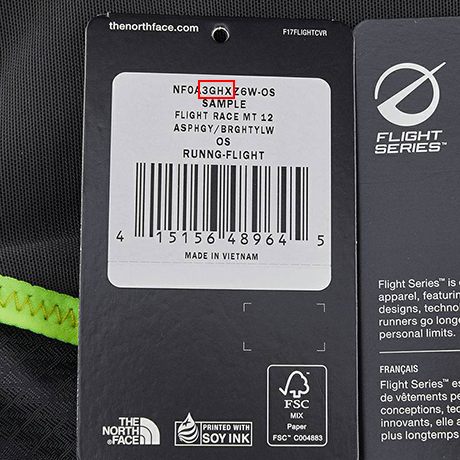 thenorthface.com
F17FLIGHTCVR
NF0A3GHXZ6W-OS
SAMPLE
FLIGHT RACE MT 12
ASPHGY/BRGHTYLW
OS
RUNNG-FLIGHT
4 15156 48964 5
MADE IN VIETNAM
THE
NORTH
FACE
PRINTED WITH
SOY INK
FSC
MIX
Paper
FSC™ C004883
FLIGHT
SERIES™
Flight Series™ is
apparel, featurin
designs, techno
runners go longe
personal limits.
FRANÇAIS
Flight Series™ es
de vêtements pe
conceptions, tec
innovants, elle a
plus longtemps